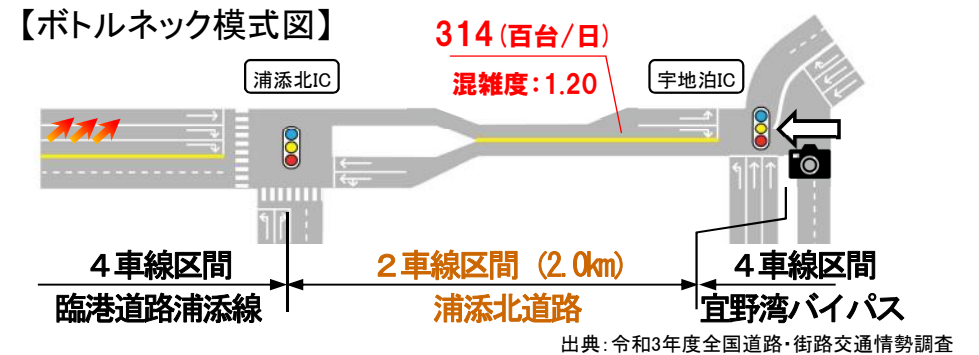 【ボトルネック模式図】
314(百台/日)
混雑度:1.20
浦添北IC
宇地泊IC
4車線区間
2車線区間(2.0km)
4車線区間
臨港道路浦添線
浦添北道路
宜野湾バイパス
出典:令和3年度全国道路・街路交通情勢調査